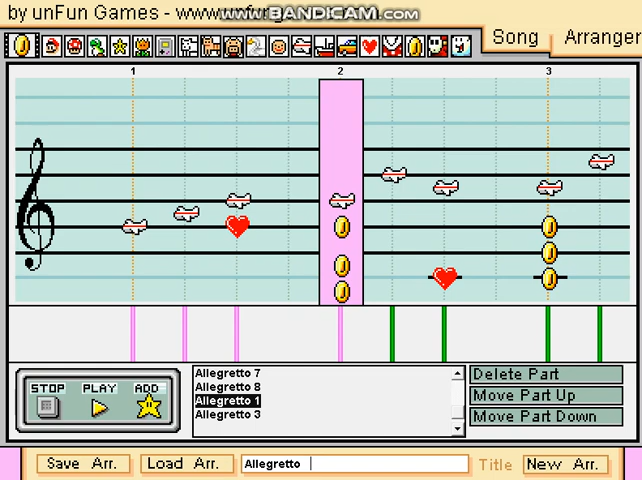 by unFun Games - www.unfung
www.BANDICAM.com
Song
Arranger
1
2
3
STOP
PLAY
ADD
Allegretto 7
Allegretto 8
Allegretto 1
Allegretto 3
Delete Part
Move Part Up
Move Part Down
Save Arr.
Load Arr.
Allegretto
Title
New Arr.